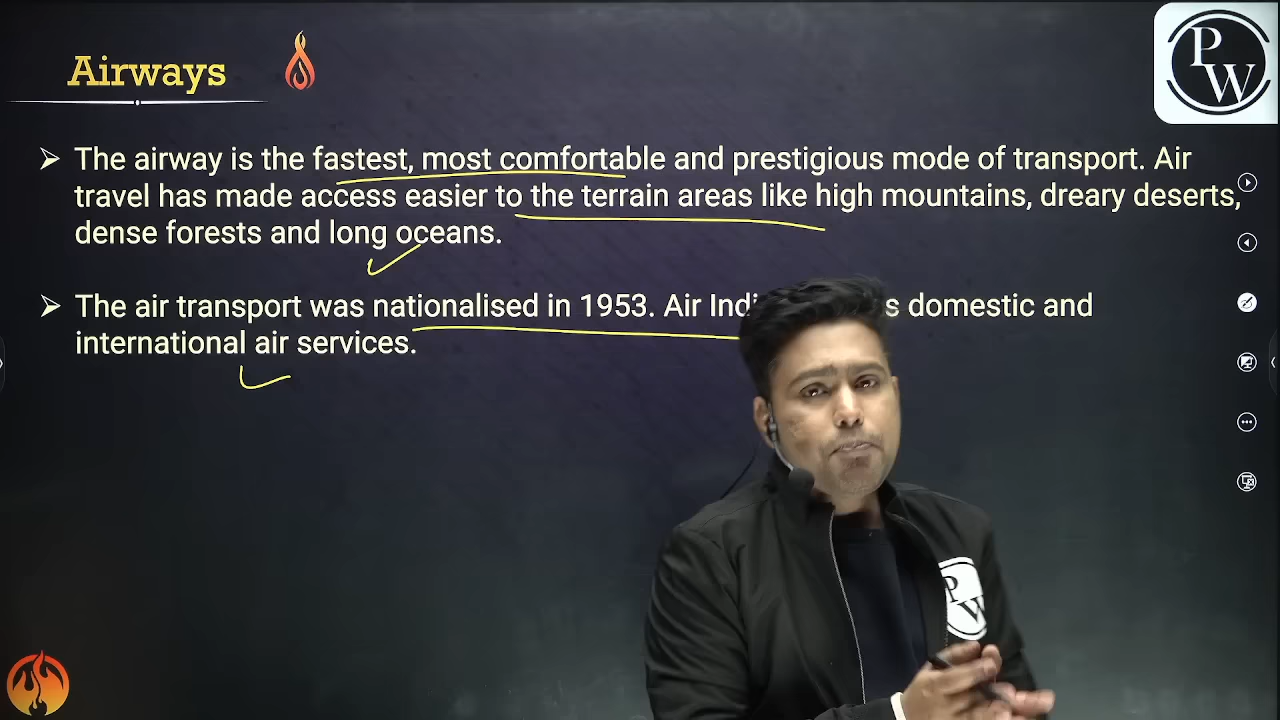 Airways
PW
➢ The airway is the fastest, most comfortable and prestigious mode of transport. Air
travel has made access easier to the terrain areas like high mountains, dreary deserts,
dense forests and long oceans.
➢ The air transport was nationalised in 1953. Air Ind s domestic and
international air services.
PW